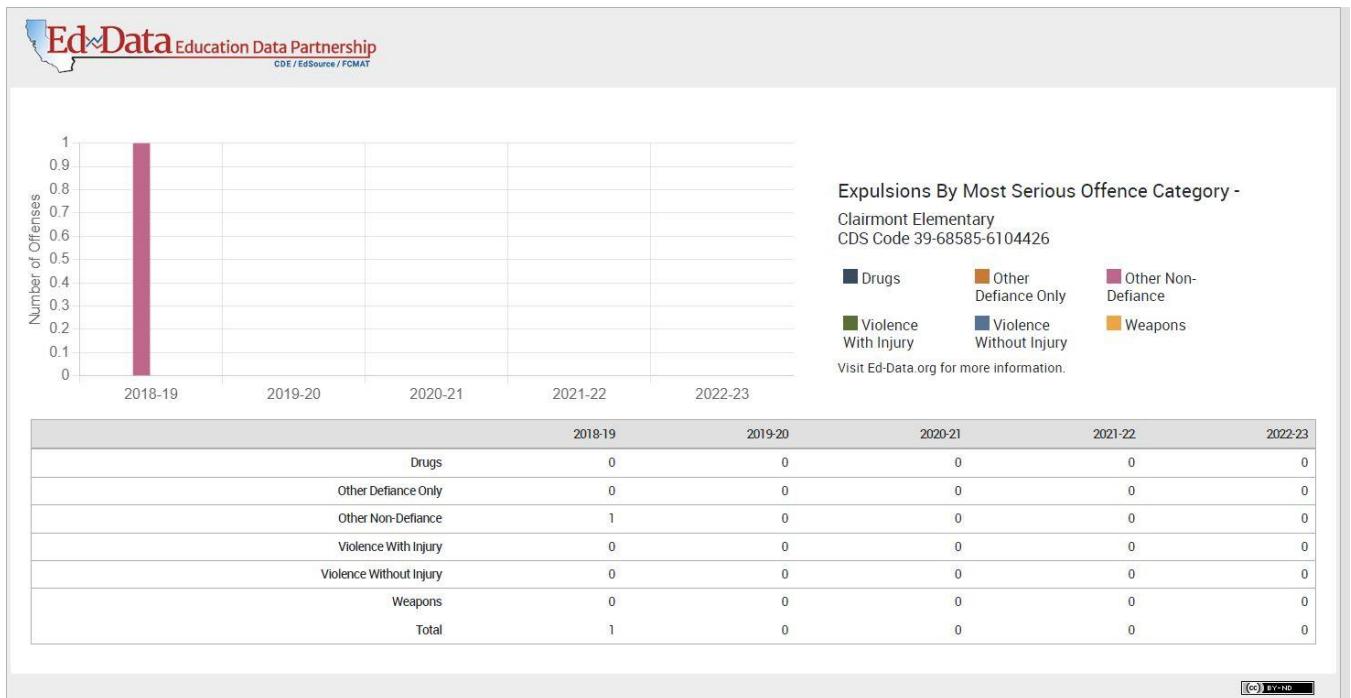 Ed Data Education Data Partnership
CDE / EdSource / FCMAT
1
0.9
0.8
0.7
0.6
0.5
0.4
0.3
0.2
0.1
0
Number of Offenses
2018-19 2019-20 2020-21 2021-22 2022-23
Expulsions By Most Serious Offence Category -
Clairmont Elementary
CDS Code 39-68585-6104426
Drugs Other Other Non-
Defiance Only Defiance
Violence Violence Weapons
With Injury Without Injury
Visit Ed-Data.org for more information.
2018-19 2019-20 2020-21 2021-22 2022-23
Drugs 0 0 0 0 0
Other Defiance Only 0 0 0 0 0
Other Non-Defiance 1 0 0 0 0
Violence With Injury 0 0 0 0 0
Violence Without Injury 0 0 0 0 0
Weapons 0 0 0 0 0
Total 1 0 0 0 0
(cc) BY-ND